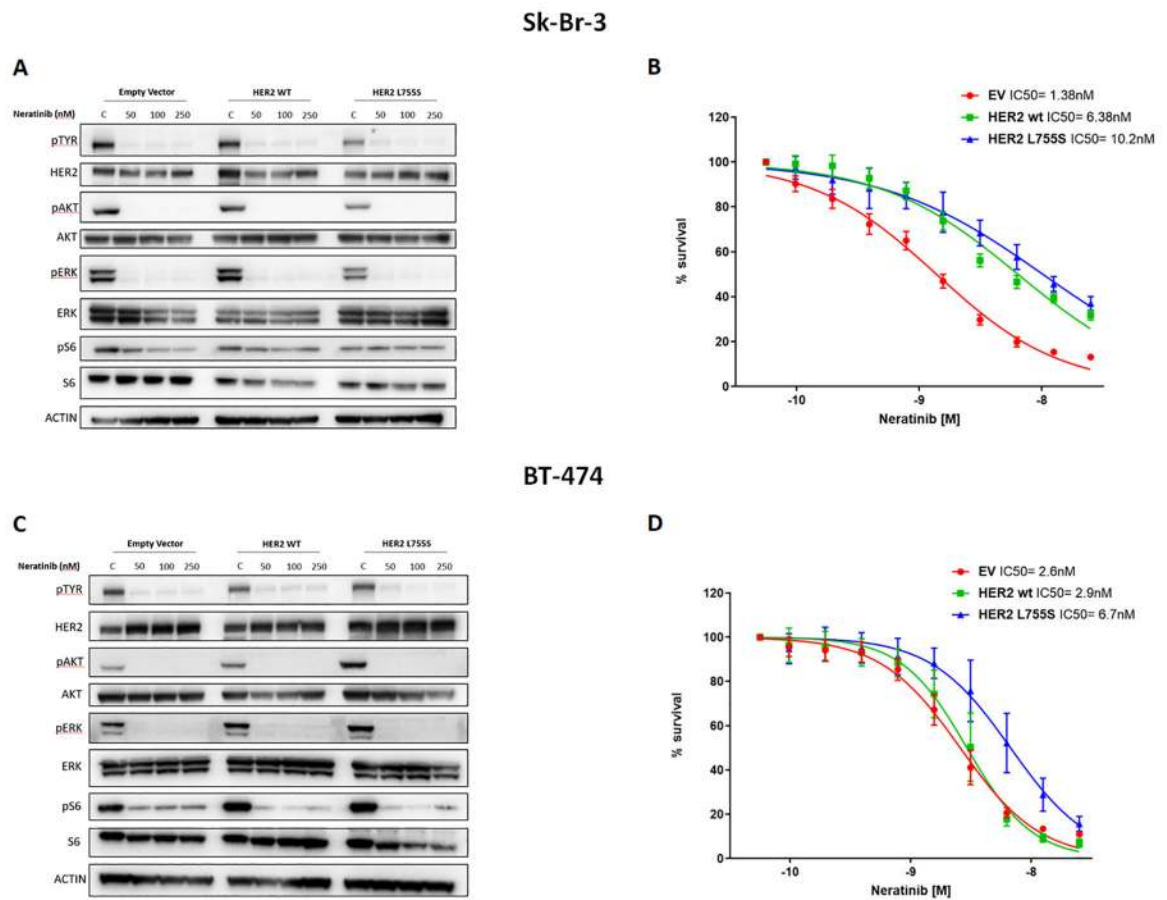 Sk-Br-3
A
Empty Vector HER2 WT HER2 L755S
Neratinib (nM) C 50 100 250 C 50 100 250 C 50 100 250
pTYR
HER2
pAKT
AKT
pERK
ERK
pS6
S6
ACTIN
B
EV IC50= 1.38nM
HER2 wt IC50= 6.38nM
HER2 L755S IC50= 10.2nM
120
100
80
60
40
20
0
% survival
-10 -9 -8
Neratinib [M]
BT-474
C
Empty Vector HER2 WT HER2 L755S
Neratinib (nM) C 50 100 250 C 50 100 250 C 50 100 250
pTYR
HER2
pAKT
AKT
pERK
ERK
pS6
S6
ACTIN
D
EV IC50= 2.6nM
HER2 wt IC50= 2.9nM
HER2 L755S IC50= 6.7nM
120
100
80
60
40
20
0
% survival
-10 -9 -8
Neratinib [M]